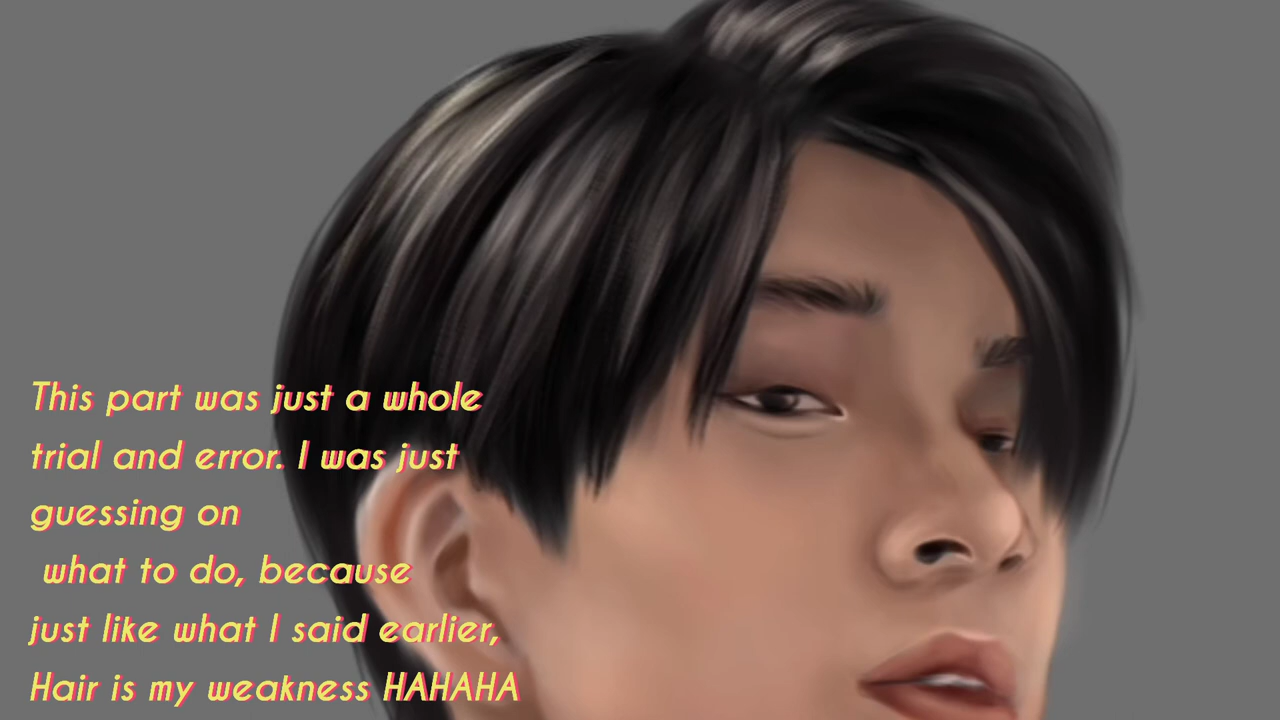 This part was just a whole
trial and error. I was just
guessing on
what to do, because
just like what I said earlier,
Hair is my weakness HAHAHA